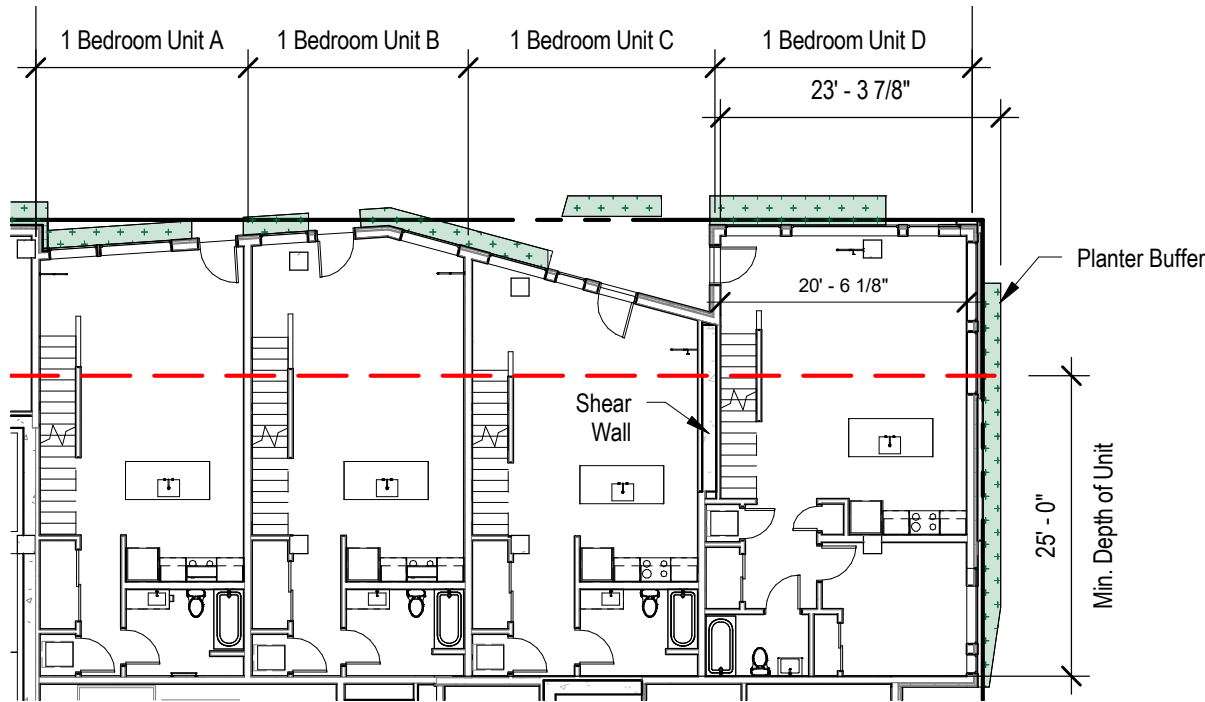 1 Bedroom Unit A
1 Bedroom Unit B
1 Bedroom Unit C
1 Bedroom Unit D
23' - 3 7/8"
Planter Buffer
20' - 6 1/8"
Shear
Wall
25' - 0"
Min. Depth of Unit